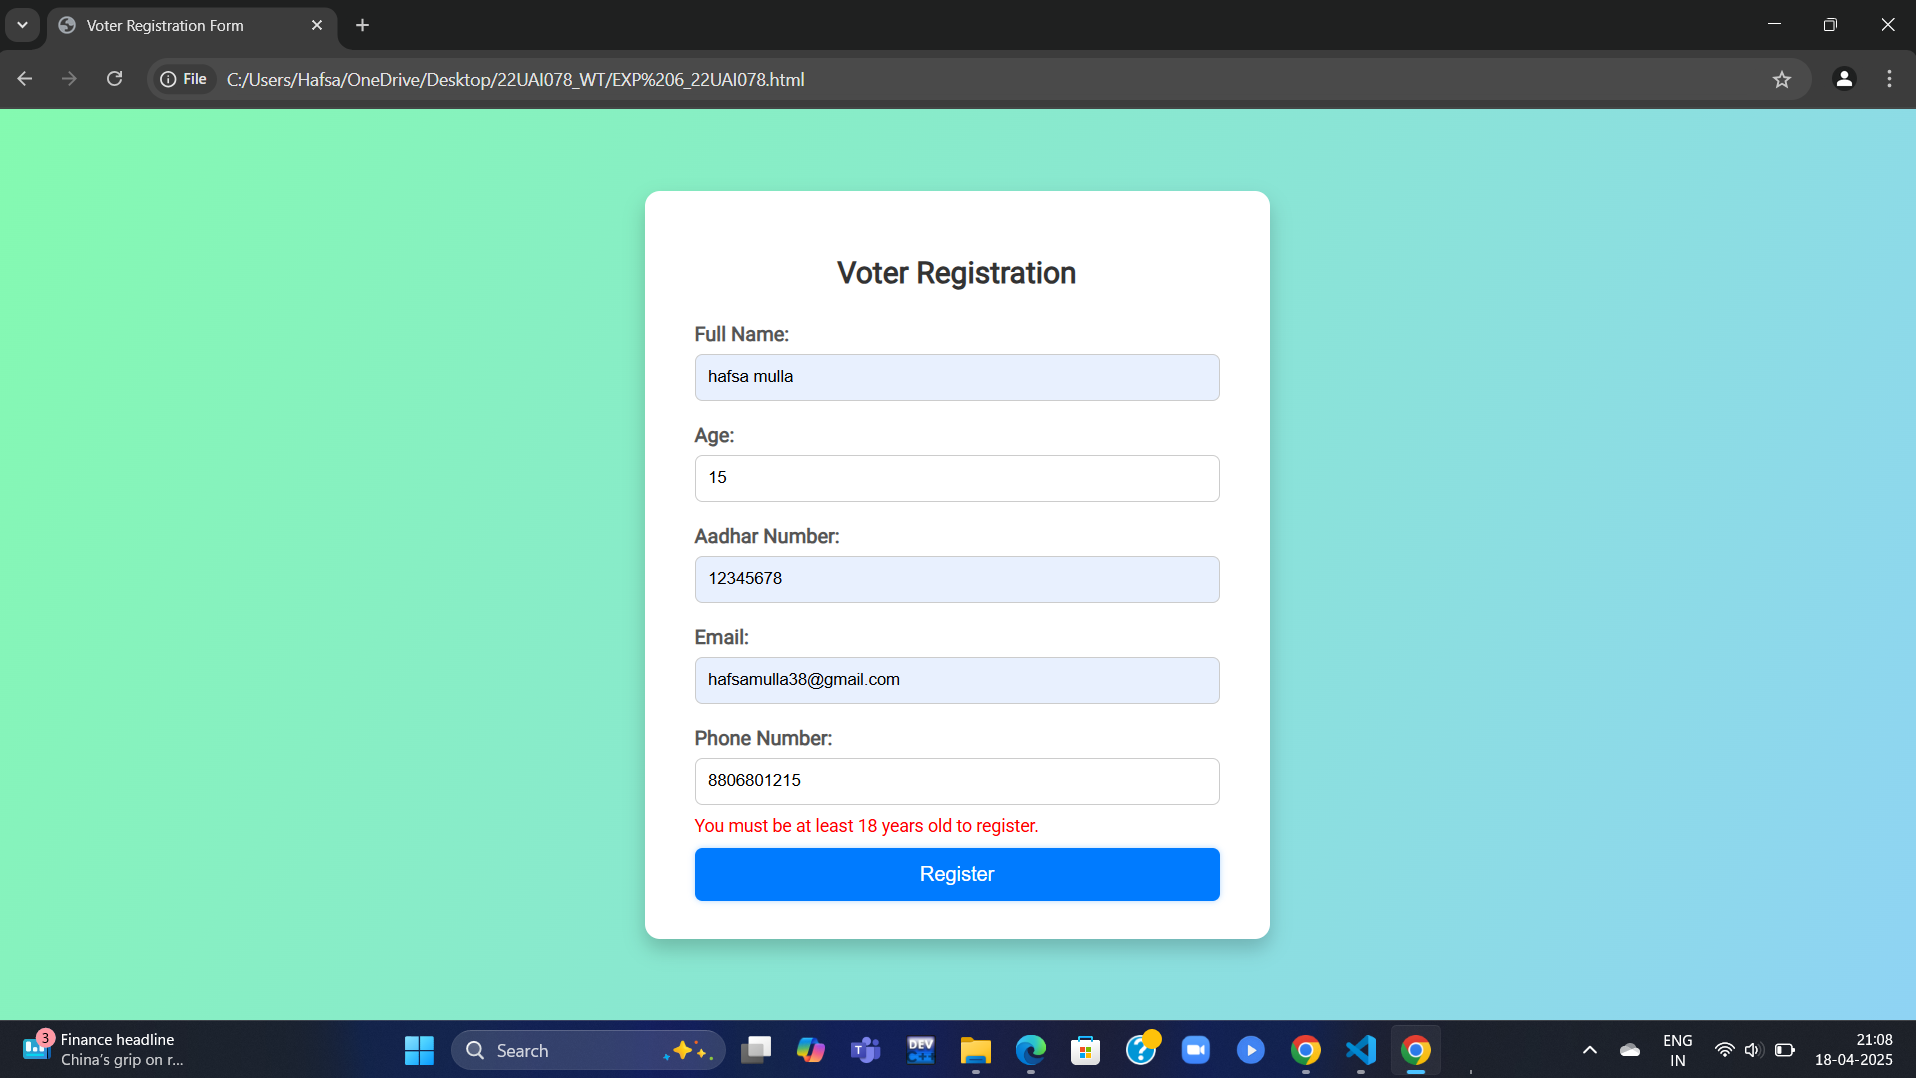 Voter Registration Form
File
C:/Users/Hafsa/OneDrive/Desktop/22UAI078_WT/EXP%206_22UAI078.html
Voter Registration
Full Name:
hafsa mulla
Age:
15
Aadhar Number:
12345678
Email:
hafsamulla38@gmail.com
Phone Number:
8806801215
You must be at least 18 years old to register.
Register
3
Finance headline
China's grip on r...
Search
DEV
ENG
IN
21:08
18-04-2025